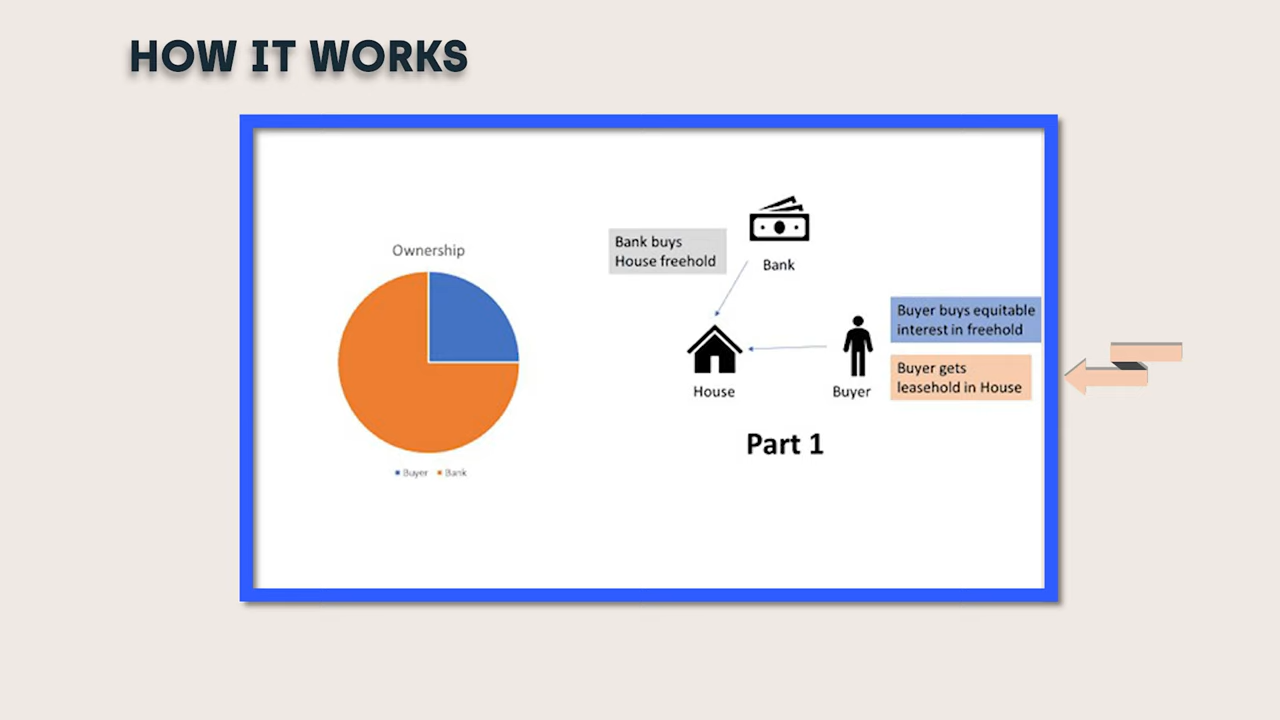 HOW IT WORKS
Ownership
Buyer Bank
Bank buys
House freehold
Bank
House
Buyer
Buyer buys equitable
interest in freehold
Buyer gets
leasehold in House
Part 1